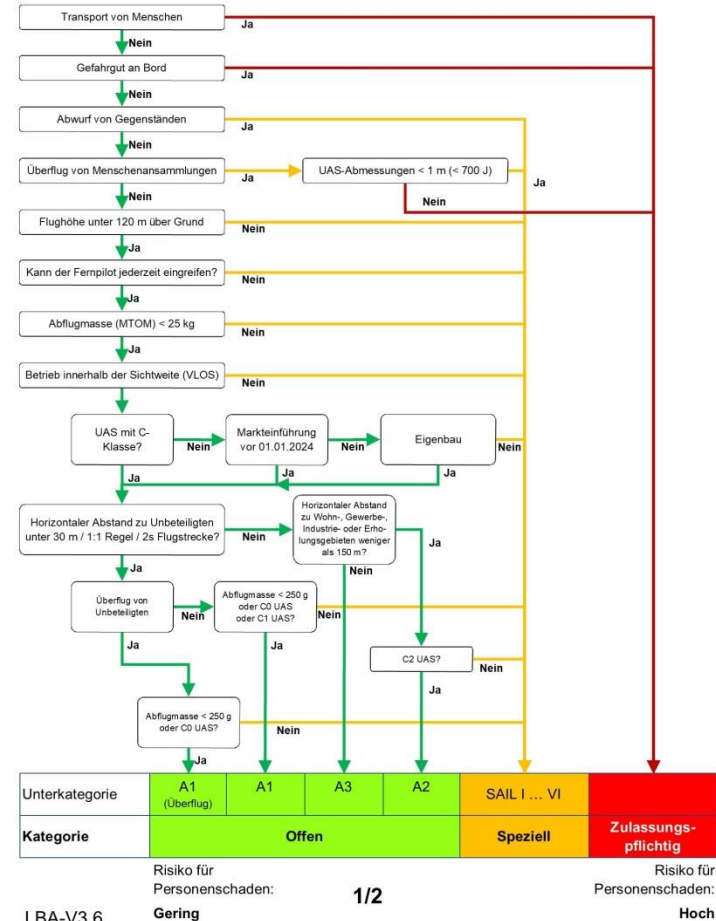 Transport von Menschen
Ja
Nein
Gefahrgut an Bord
Ja
Nein
Abwurf von Gegenständen
Ja
Nein
Überflug von Menschenansammlungen
Ja
UAS-Abmessungen < 1 m (< 700 J)
Ja
Nein
Nein
Flughöhe unter 120 m über Grund
Nein
Ja
Kann der Fernpilot jederzeit eingreifen?
Nein
Ja
Abflugmasse (MTOM) < 25 kg
Nein
Ja
Betrieb innerhalb der Sichtweite (VLOS)
Nein
UAS mit C-
Klasse?
Nein
Markteinführung
vor 01.01.2024
Nein
Eigenbau
Nein
Ja
Ja
Ja
Horizontaler Abstand zu Unbeteiligten
unter 30 m / 1:1 Regel / 2s Flugstrecke?
Nein
Horizontaler Abstand
zu Wohn-, Gewerbe-,
Industrie- oder Erho-
lungsgebieten weniger
als 150 m?
Ja
Nein
Ja
Überflug von
Unbeteiligten
Nein
Abflugmasse < 250 g
oder C0 UAS
oder C1 UAS?
Nein
Ja
Ja
C2 UAS?
Nein
Ja
Abflugmasse < 250 g
oder C0 UAS?
Nein
Ja
Unterkategorie
A1
(Überflug)
A1
A3
A2
SAIL I … VI
Kategorie
Offen
Speziell
Zulassungs-
pflichtig
Risiko für
Personenschaden:
Gering
1/2
Risiko für
Personenschaden:
Hoch
LBA-V3.6